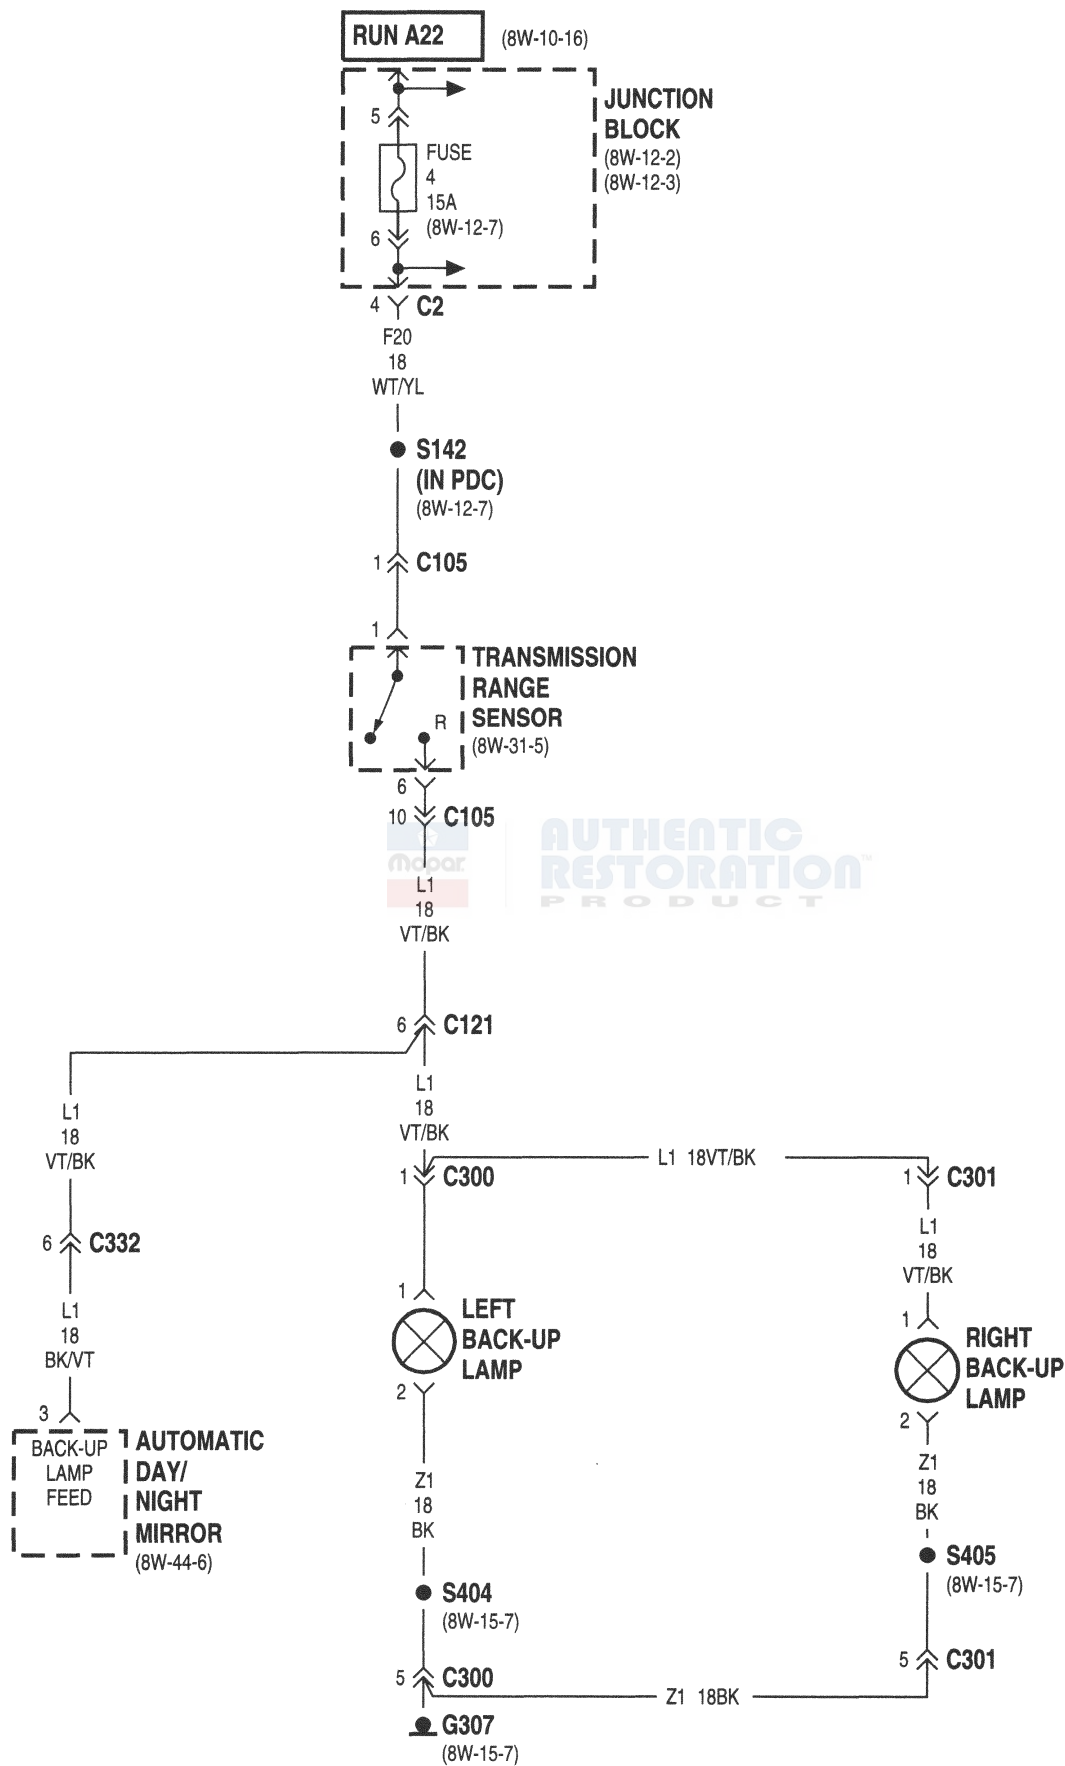 RUN A22
(8W-10-16)
JUNCTION
BLOCK
(8W-12-2)
(8W-12-3)
5
FUSE
4
15A
(8W-12-7)
6
4
C2
F20
18
WT/YL
S142
(IN PDC)
(8W-12-7)
1
C105
1
TRANSMISSION
RANGE
SENSOR
(8W-31-5)
R
6
10
C105
Mopar
AUTHENTIC
RESTORATION™
PRODUCT
L1
18
VT/BK
6
C121
L1
18
VT/BK
L1
18
VT/BK
1
C300
L1 18VT/BK
1
C301
6
C332
L1
18
VT/BK
L1
18
BK/VT
1
LEFT
BACK-UP
LAMP
2
1
RIGHT
BACK-UP
LAMP
2
3
BACK-UP
LAMP
FEED
AUTOMATIC
DAY/
NIGHT
MIRROR
(8W-44-6)
Z1
18
BK
Z1
18
BK
S404
(8W-15-7)
S405
(8W-15-7)
5
C300
5
C301
Z1 18BK
G307
(8W-15-7)